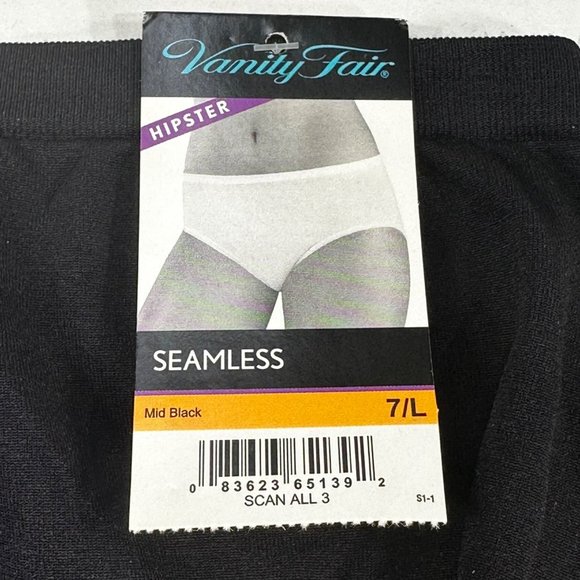 Vanity Fair®
HIPSTER
SEAMLESS
Mid Black 7/L
0 83623 65139 2
SCAN ALL 3 S1-1